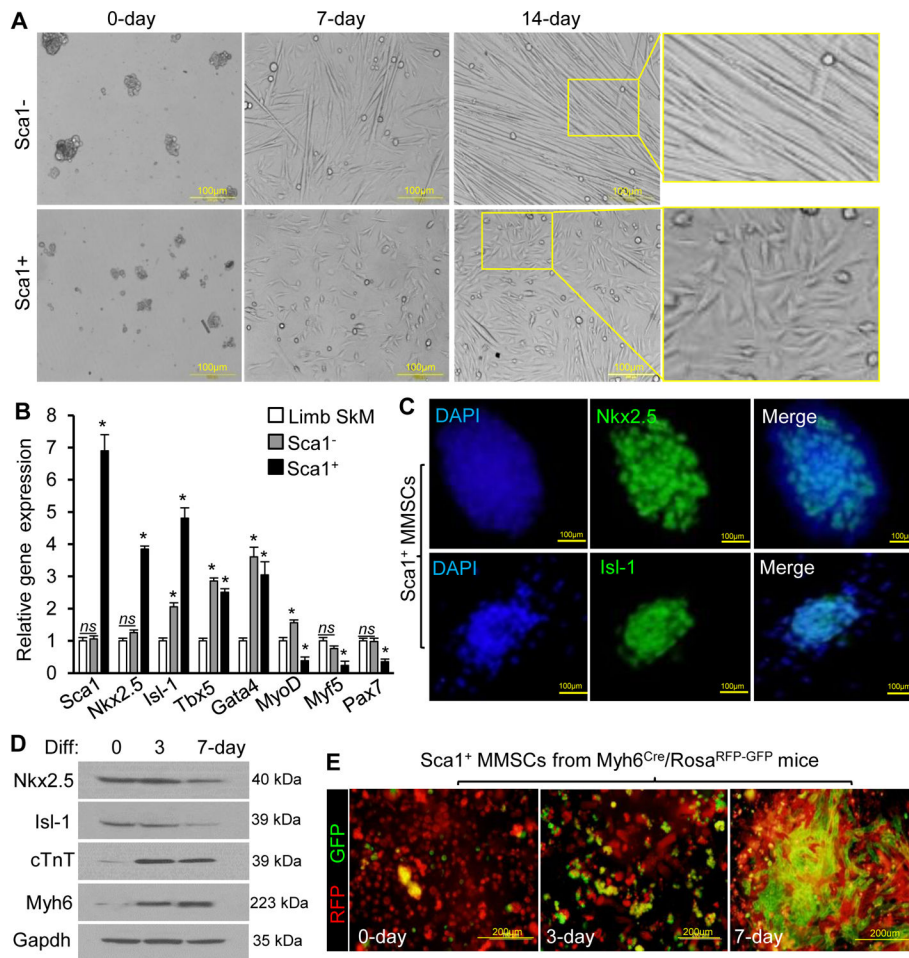 A
0-day
7-day
14-day
Sca1-
100µm
100µm
100µm
Sca1+
100µm
100µm
100µm
B
Relative gene expression
8
7
6
5
4
3
2
1
0
Limb SkM
Sca1⁻
Sca1⁺
*
ns
*
ns
*
*
*
*
*
*
*
*
*
ns
*
ns
*
Sca1
Nkx2.5
Isl-1
Tbx5
Gata4
MyoD
Myf5
Pax7
C
Sca1⁺ MMSCs
DAPI
Nkx2.5
Merge
100µm
100µm
100µm
DAPI
Isl-1
Merge
100µm
100µm
100µm
D
Diff: 0 3 7-day
Nkx2.5 40 kDa
Isl-1 39 kDa
cTnT 39 kDa
Myh6 223 kDa
Gapdh 35 kDa
E
Sca1⁺ MMSCs from Myh6ᶜʳᵉ/Rosaᴿᶠᴾ⁻ᴳᶠᴾ mice
RFP GFP
0-day
200um
3-day
200um
7-day
200um